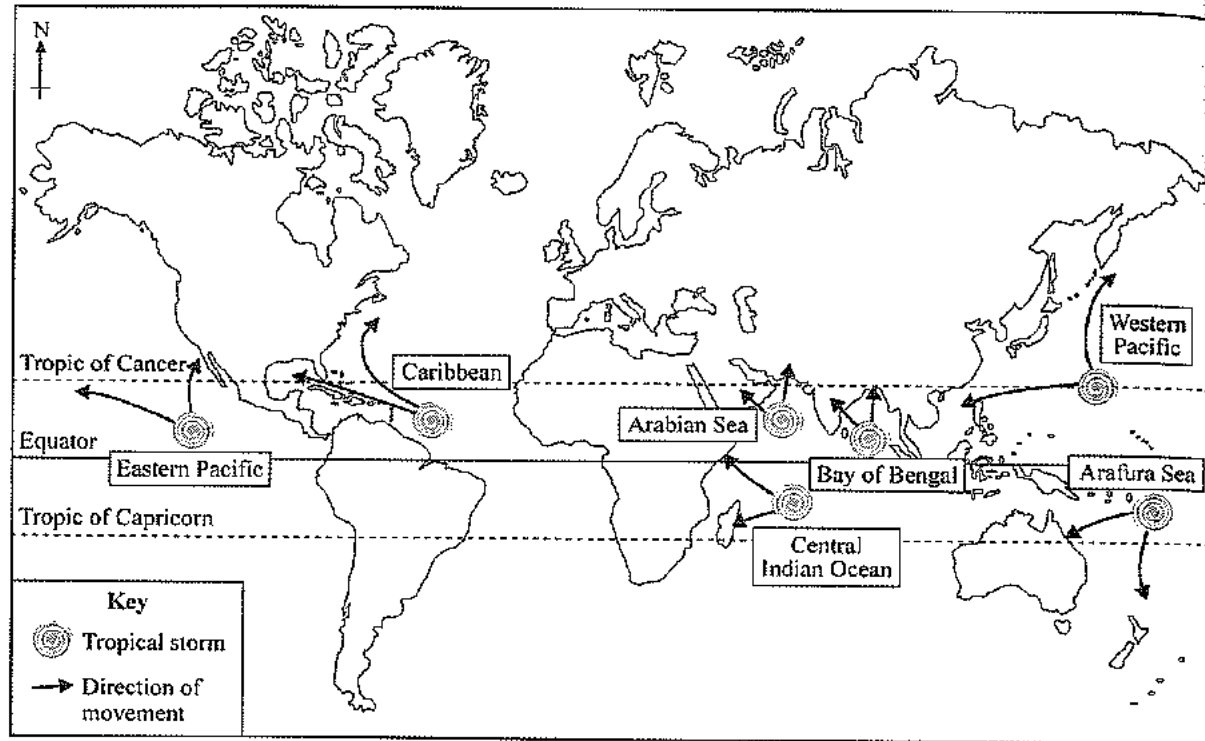 N
Western
Pacific
Tropic of Cancer
Caribbean
Arabian Sea
Equator
Eastern Pacific
Bay of Bengal
Arafura Sea
Tropic of Capricorn
Central
Indian Ocean
Key
Tropical storm
Direction of
movement